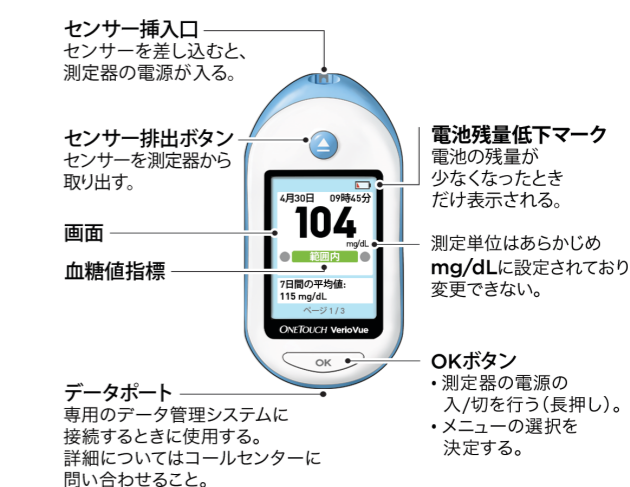 センサー挿入口
センサーを差し込むと、
測定器の電源が入る。
センサー排出ボタン
センサーを測定器から
取り出す。
画面
血糖値指標
データポート
専用のデータ管理システムに
接続するときに使用する。
詳細についてはコールセンターに
問い合わせること。
4月30日 09時45分
104
mg/dL
範囲内
7日間の平均値:
115 mg/dL
ページ 1 / 3
ONETOUCH VerioVue
OK
電池残量低下マーク
電池の残量が
少なくなったとき
だけ表示される。
測定単位はあらかじめ
mg/dLに設定されており
変更できない。
OKボタン
・測定器の電源の
入/切を行う(長押し)。
・メニューの選択を
決定する。